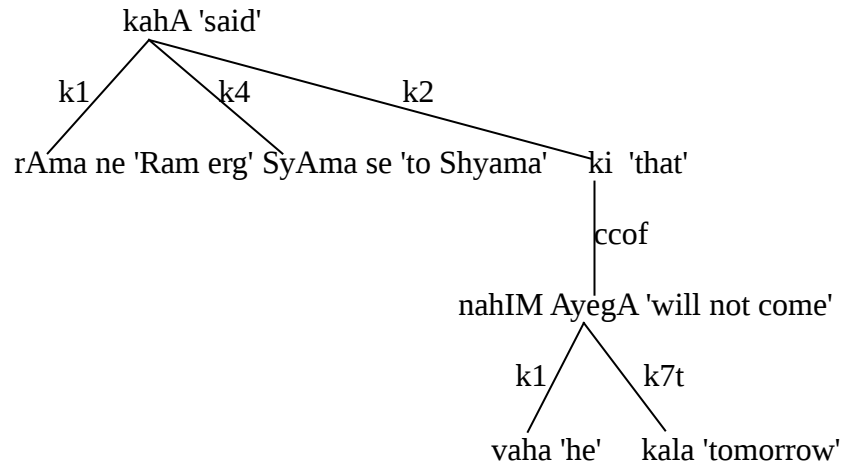 kahA 'said'
k1 k4 k2
rAma ne 'Ram erg' SyAma se 'to Shyama' ki 'that'
ccof
nahIM AyegA 'will not come'
k1 k7t
vaha 'he' kala 'tomorrow'